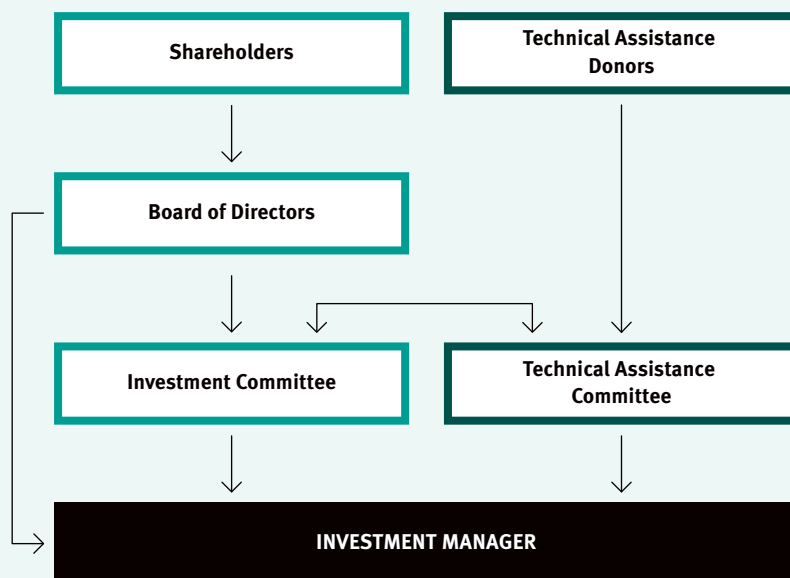 Shareholders
Technical Assistance
Donors
Board of Directors
Investment Committee
Technical Assistance
Committee
INVESTMENT MANAGER